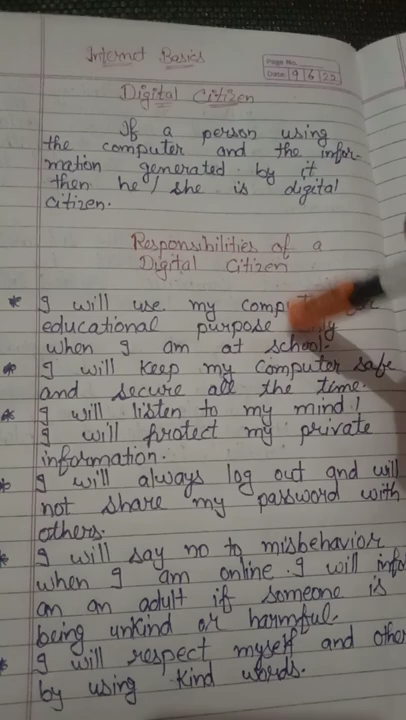 Internet Basics
Page No.
Date: 9 6 22
Digital Citizen
If a person using
the computer and the infor-
mation generated by it
then he / she is digital
citizen.
Responsibilities of a
Digital Citizen
* I will use my comp
educational purpose
when I am at school.
* I will keep my computer safe
and secure all the time.
* I will listen to my mind!
I will protect my private
information.
* I will always log out and will
not share my password with
others.
* I will say no to misbehavior
when I am online. I will info
an an adult if someone is
being unkind or harmful.
* I will respect myself and other
by using kind words.